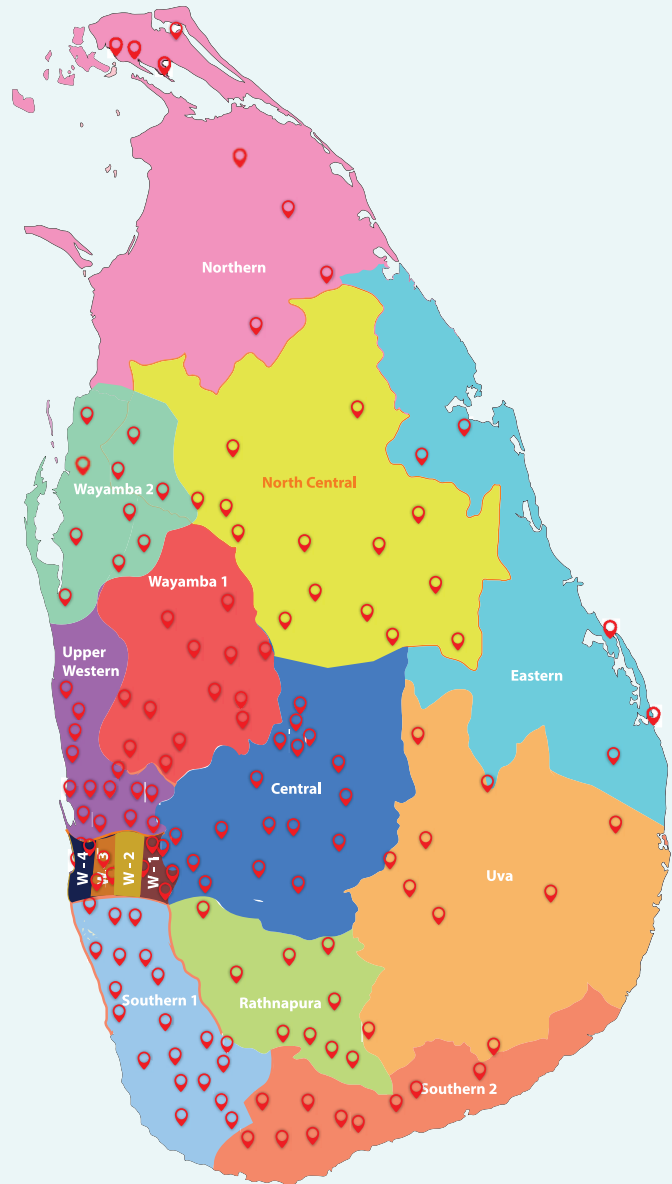 Northern
North Central
Wayamba 2
Wayamba 1
Upper
Western
Eastern
Central
Uva
W - 4
W - 3
W - 2
W - 1
Southern 1
Rathnapura
Southern 2